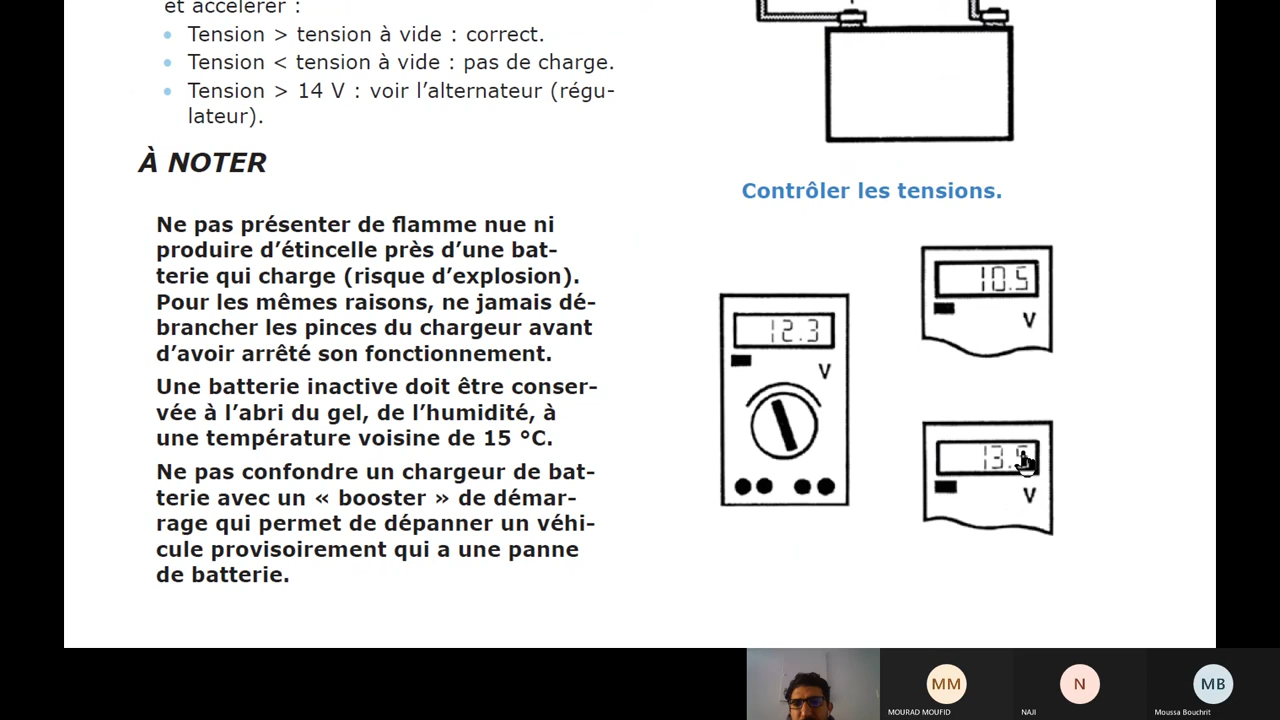 et accélérer :
• Tension > tension à vide : correct.
• Tension < tension à vide : pas de charge.
• Tension > 14 V : voir l’alternateur (régu-
lateur).
À NOTER
Ne pas présenter de flamme nue ni
produire d’étincelle près d’une bat-
terie qui charge (risque d’explosion).
Pour les mêmes raisons, ne jamais dé-
brancher les pinces du chargeur avant
d’avoir arrêté son fonctionnement.
Une batterie inactive doit être conser-
vée à l’abri du gel, de l’humidité, à
une température voisine de 15 °C.
Ne pas confondre un chargeur de bat-
terie avec un « booster » de démar-
rage qui permet de dépanner un véhi-
cule provisoirement qui a une panne
de batterie.
Contrôler les tensions.
12.3
V
10.5
V
V
MM
MOURAD MOUFID
N
NAJI
MB
Moussa Bouchrit